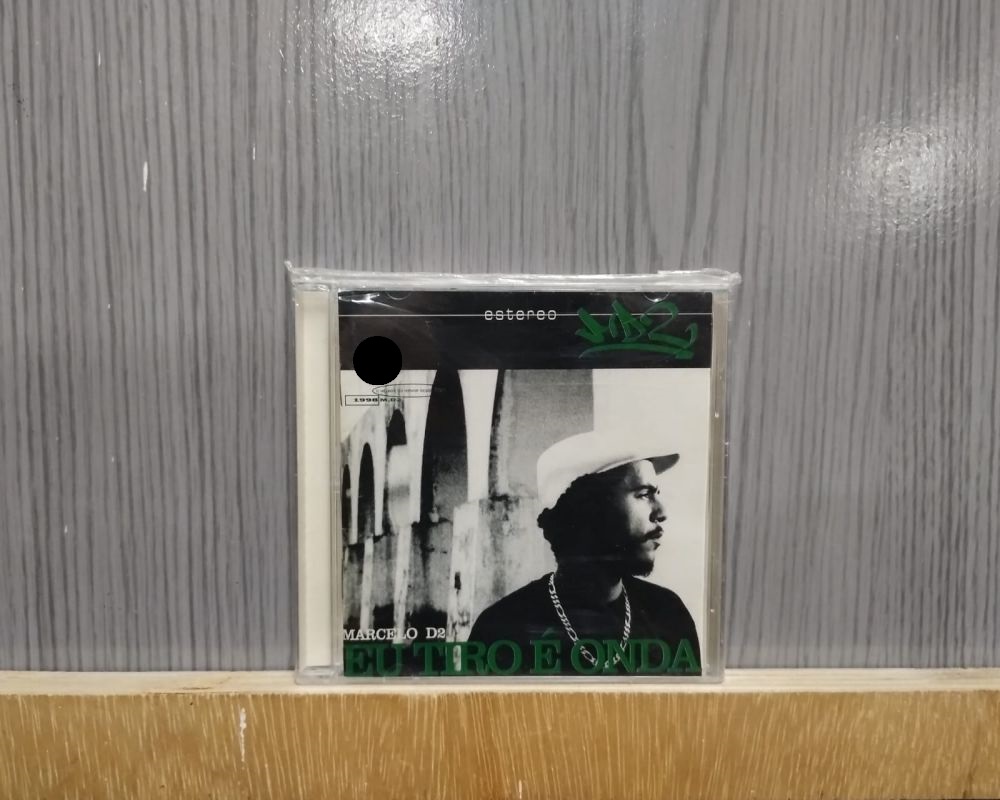 estereo
MD2
1998 M.D2
MARCELO D2
EU TIRO É ONDA